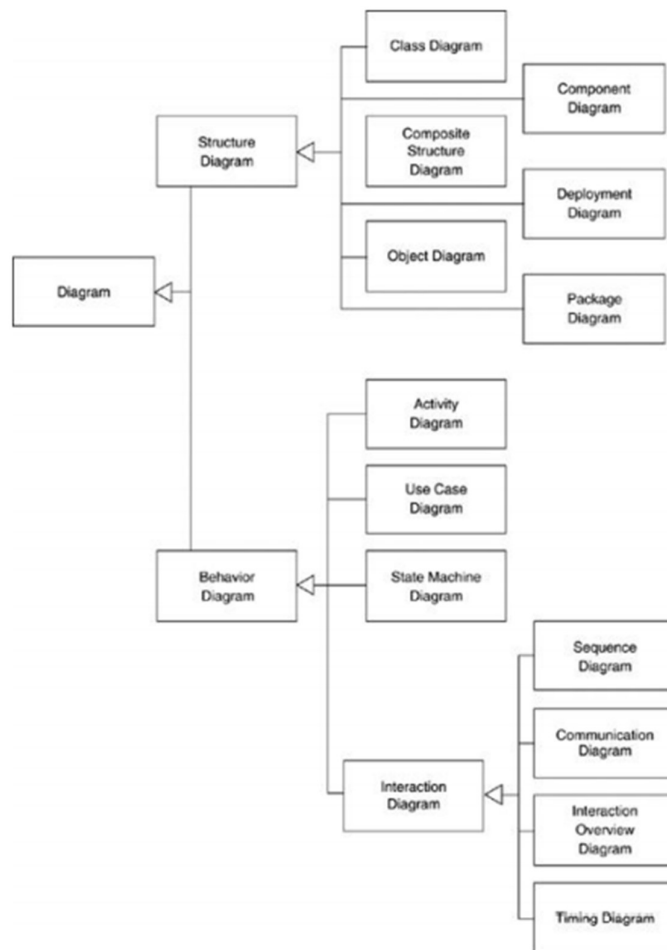 Class Diagram
Component
Diagram
Structure
Diagram
Composite
Structure
Diagram
Deployment
Diagram
Object Diagram
Diagram
Package
Diagram
Activity
Diagram
Use Case
Diagram
Behavior
Diagram
State Machine
Diagram
Sequence
Diagram
Communication
Diagram
Interaction
Diagram
Interaction
Overview
Diagram
Timing Diagram